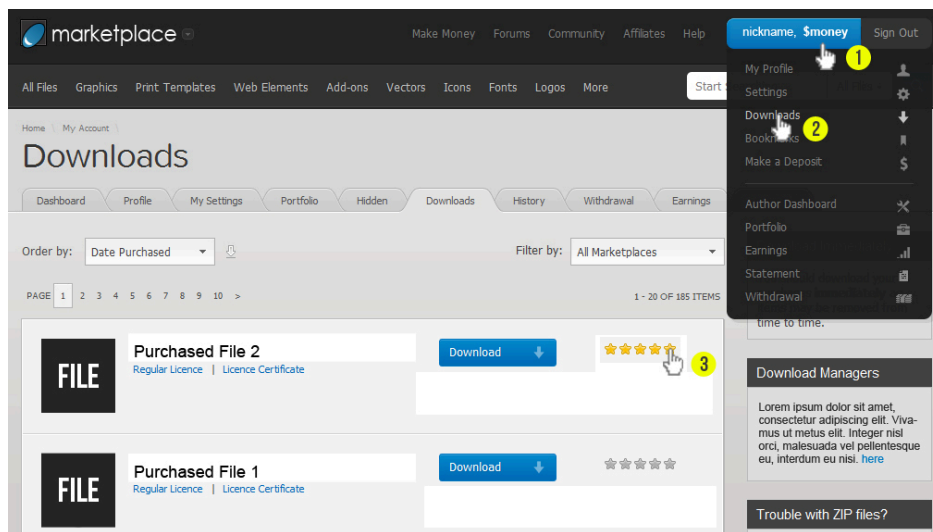 marketplace
Make Money Forums Community Affiliates Help
nickname, $money
Sign Out
1
All Files Graphics Print Templates Web Elements Add-ons Vectors Icons Fonts Logos More
Start
My Profile
Settings
Downloads
2
Bookmarks
Make a Deposit
Author Dashboard
Portfolio
Earnings
Statement
Withdrawal
Home \ My Account \
Downloads
Dashboard Profile My Settings Portfolio Hidden Downloads History Withdrawal Earnings
Order by: Date Purchased
Filter by: All Marketplaces
PAGE 1 2 3 4 5 6 7 8 9 10 >
1 - 20 OF 185 ITEMS
time to time.
FILE
Purchased File 2
Regular Licence | Licence Certificate
Download
3
Download Managers
Lorem ipsum dolor sit amet,
consectetur adipiscing elit. Viva-
mus ut metus elit. Integer nisl
orci, malesuada vel pellentesque
eu, interdum eu nisi. here
FILE
Purchased File 1
Regular Licence | Licence Certificate
Download
Trouble with ZIP files?